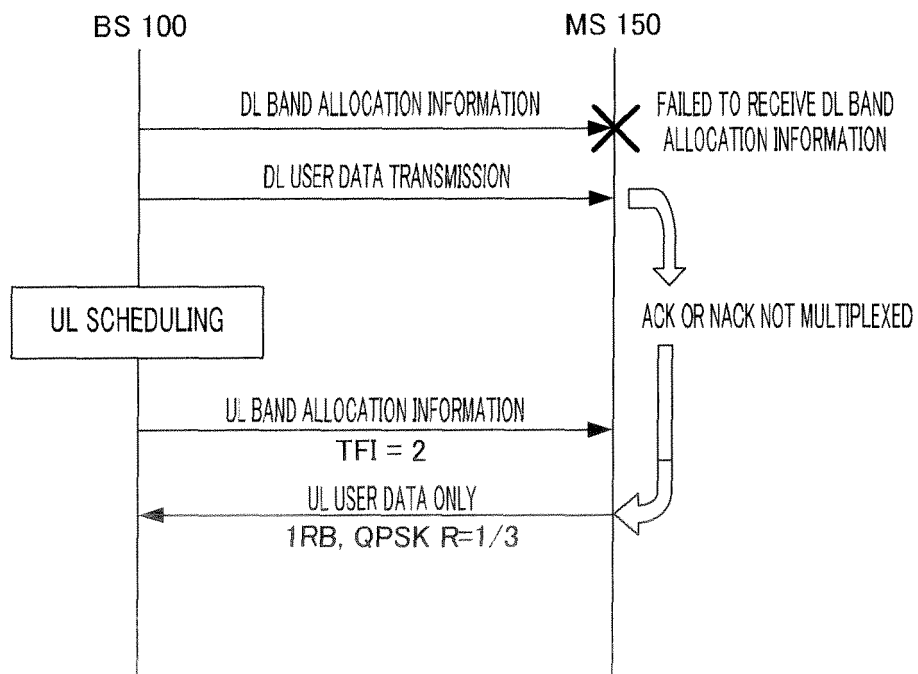 BS 100
MS 150
DL BAND ALLOCATION INFORMATION
FAILED TO RECEIVE DL BAND
ALLOCATION INFORMATION
DL USER DATA TRANSMISSION
UL SCHEDULING
ACK OR NACK NOT MULTIPLEXED
UL BAND ALLOCATION INFORMATION
TFI = 2
UL USER DATA ONLY
1RB, QPSK R=1/3